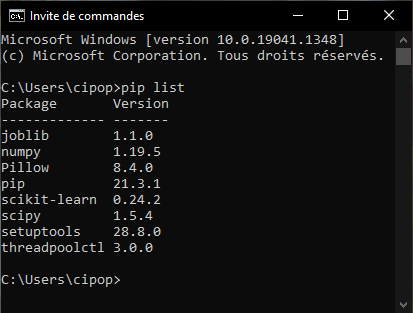 Invite de commandes
Microsoft Windows [version 10.0.19041.1348]
(c) Microsoft Corporation. Tous droits réservés.
C:\Users\cipop>pip list
Package       Version
------------- -------
joblib        1.1.0
numpy         1.19.5
Pillow        8.4.0
pip           21.3.1
scikit-learn  0.24.2
scipy         1.5.4
setuptools    28.8.0
threadpoolctl 3.0.0
C:\Users\cipop>